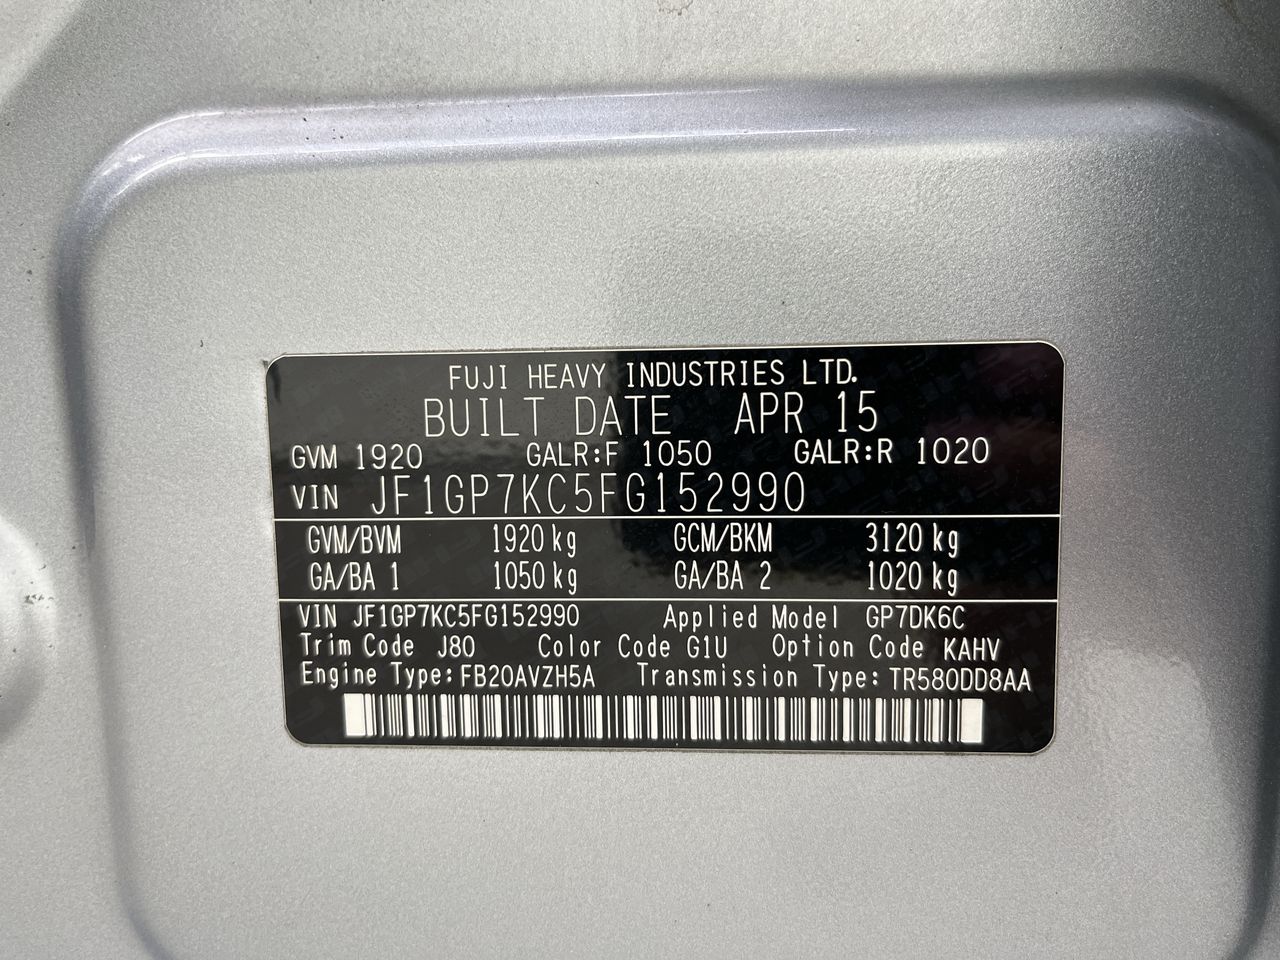 FUJI HEAVY INDUSTRIES LTD.
BUILT DATE APR 15
GVM 1920 GALR:F 1050 GALR:R 1020
VIN JF1GP7KC5FG152990
GVM/BVM 1920 kg GCM/BKM 3120 kg
GA/BA 1 1050 kg GA/BA 2 1020 kg
VIN JF1GP7KC5FG152990 Applied Model GP7DK6C
Trim Code J80 Color Code G1U Option Code KAHV
Engine Type: FB20AVZH5A Transmission Type: TR580DD8AA